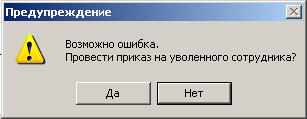 Предупреждение
Возможно ошибка.
Провести приказ на уволенного сотрудника?
Да
Нет